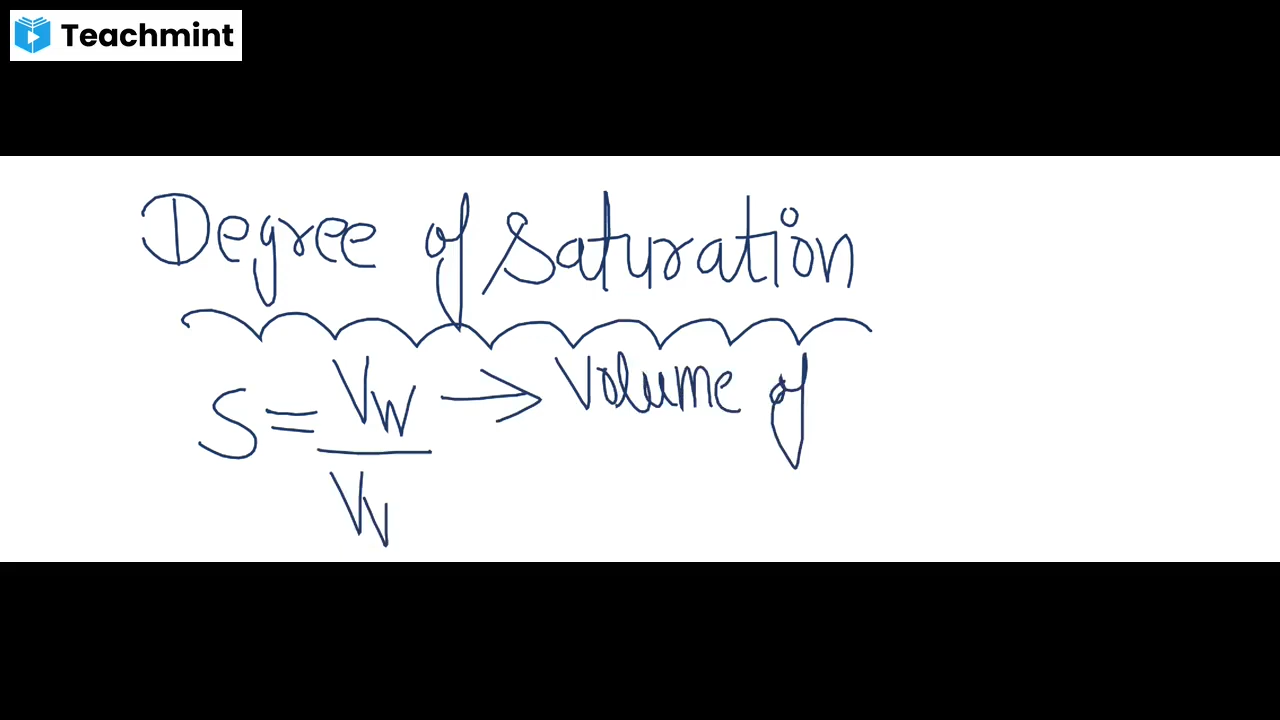 Teachmint
Degree of Saturation
S = Vw/Vv → Volume of